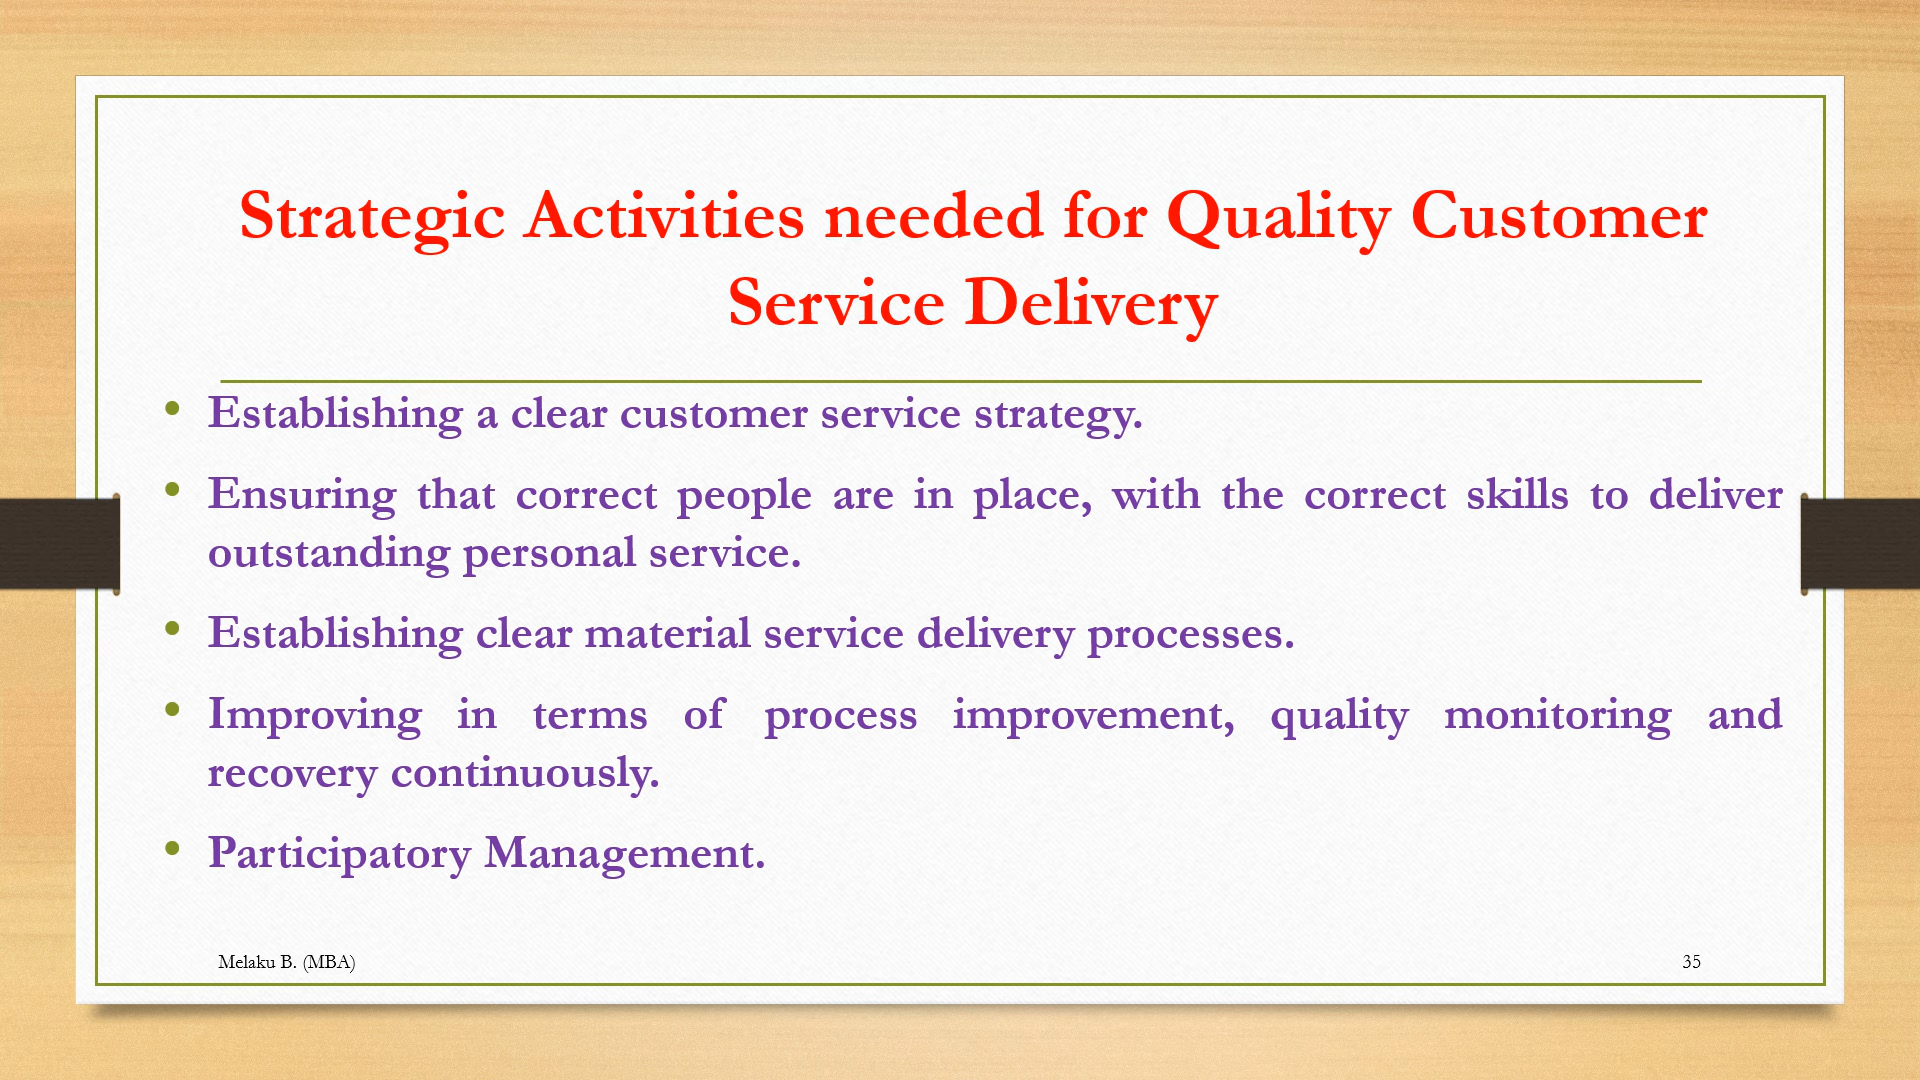 Strategic Activities needed for Quality Customer
Service Delivery
• Establishing a clear customer service strategy.
• Ensuring that correct people are in place, with the correct skills to deliver
outstanding personal service.
• Establishing clear material service delivery processes.
• Improving in terms of process improvement, quality monitoring and
recovery continuously.
• Participatory Management.
Melaku B. (MBA)
35